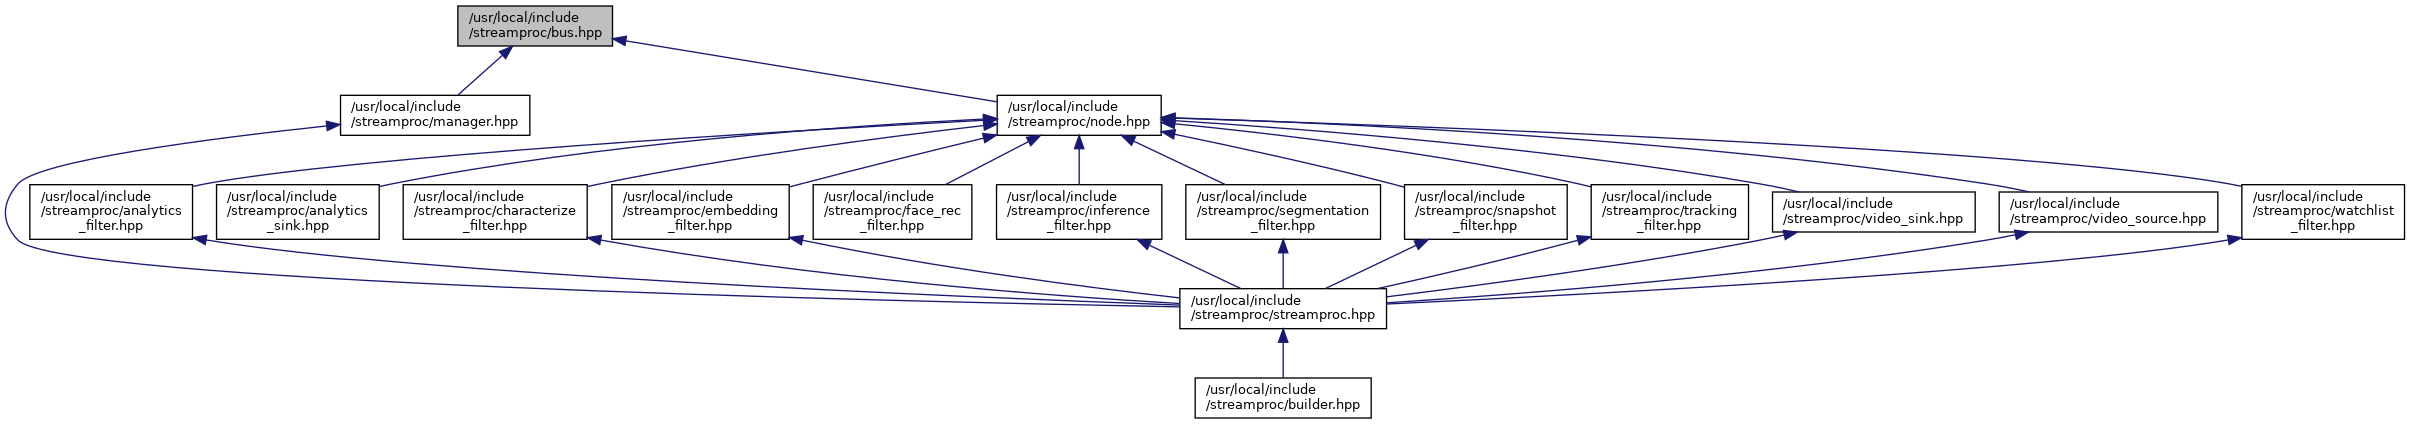 /usr/local/include
/streamproc/bus.hpp
/usr/local/include
/streamproc/manager.hpp
/usr/local/include
/streamproc/node.hpp
/usr/local/include
/streamproc/analytics
_filter.hpp
/usr/local/include
/streamproc/analytics
_sink.hpp
/usr/local/include
/streamproc/characterize
_filter.hpp
/usr/local/include
/streamproc/embedding
_filter.hpp
/usr/local/include
/streamproc/face_rec
_filter.hpp
/usr/local/include
/streamproc/inference
_filter.hpp
/usr/local/include
/streamproc/segmentation
_filter.hpp
/usr/local/include
/streamproc/snapshot
_filter.hpp
/usr/local/include
/streamproc/tracking
_filter.hpp
/usr/local/include
/streamproc/video_sink.hpp
/usr/local/include
/streamproc/video_source.hpp
/usr/local/include
/streamproc/watchlist
_filter.hpp
/usr/local/include
/streamproc/streamproc.hpp
/usr/local/include
/streamproc/builder.hpp